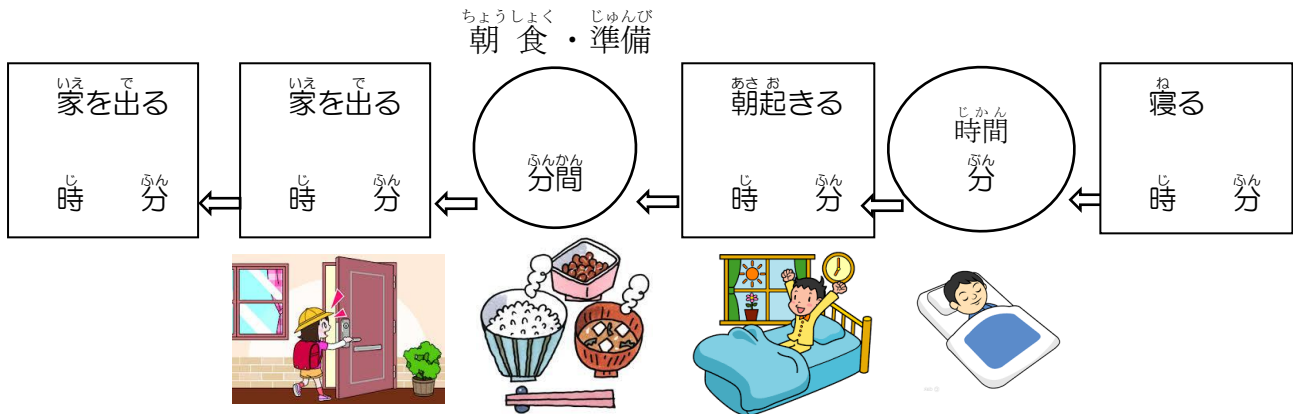 ちょうしょく じゅんび
朝食・準備
いえ で
家を出る
じ ふん
時 分
いえ で
家を出る
じ ふん
時 分
ふんかん
分間
あさ お
朝起きる
じ ふん
時 分
じかん
時間
ぷん
分
ね
寝る
じ ふん
時 分